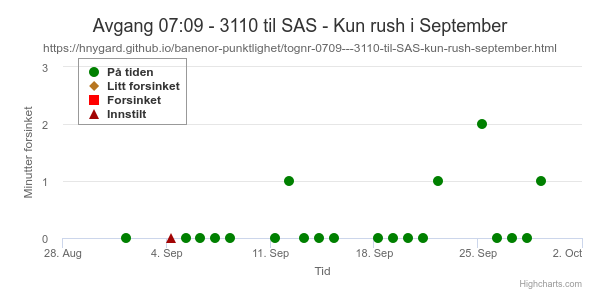 Avgang 07:09 - 3110 til SAS - Kun rush i September
https://hnygard.github.io/banenor-punktlighet/tognr-0709---3110-til-SAS-kun-rush-september.html
På tiden
Litt forsinket
Forsinket
Innstilt
Minutter forsinket
3
2
1
0
28. Aug
4. Sep
11. Sep
18. Sep
25. Sep
2. Oct
Tid
Highcharts.com